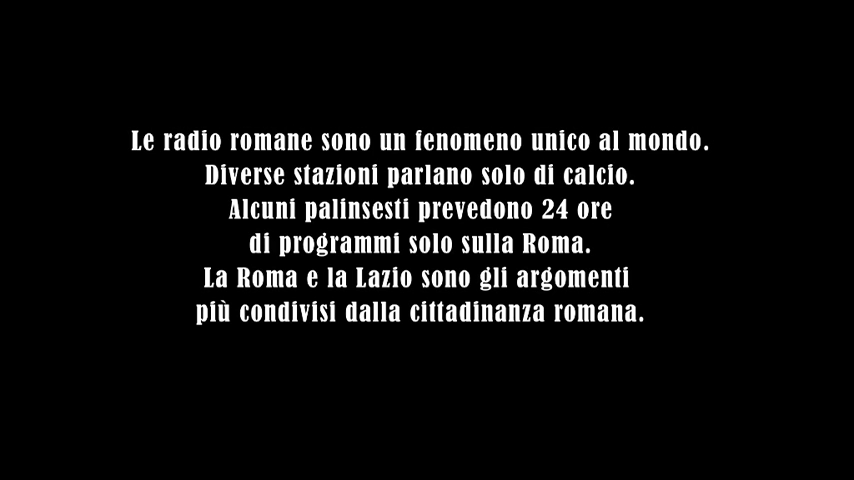 Le radio romane sono un fenomeno unico al mondo.
Diverse stazioni parlano solo di calcio.
Alcuni palinsesti prevedono 24 ore
di programmi solo sulla Roma.
La Roma e la Lazio sono gli argomenti
più condivisi dalla cittadinanza romana.